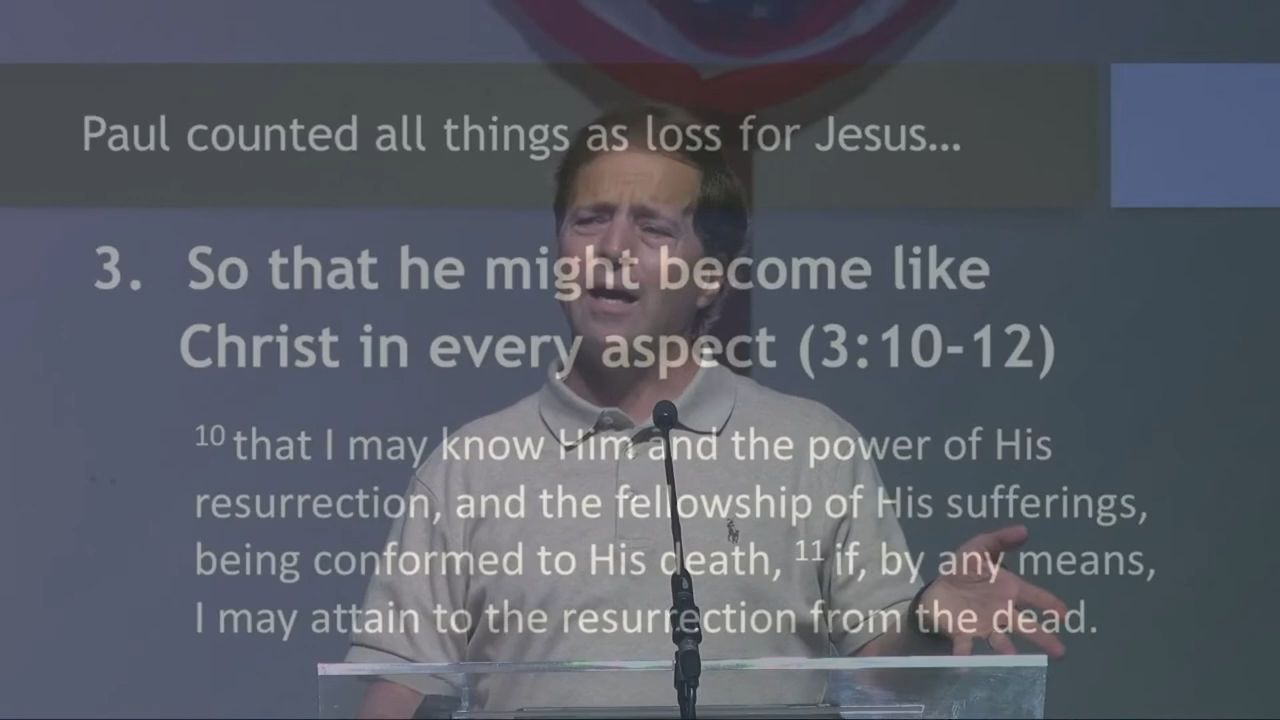 Paul counted all things as loss for Jesus...
3. So that he might become like
Christ in every aspect (3:10-12)
10 that I may know Him and the power of His
resurrection, and the fellowship of His sufferings,
being conformed to His death, 11 if, by any means,
I may attain to the resurrection from the dead.